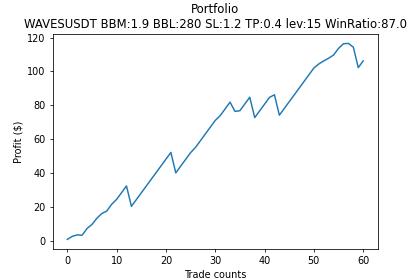 Portfolio
WAVESUSDT BBM:1.9 BBL:280 SL:1.2 TP:0.4 lev:15 WinRatio:87.0
120
100
80
60
40
20
0
Profit ($)
0 10 20 30 40 50 60
Trade counts